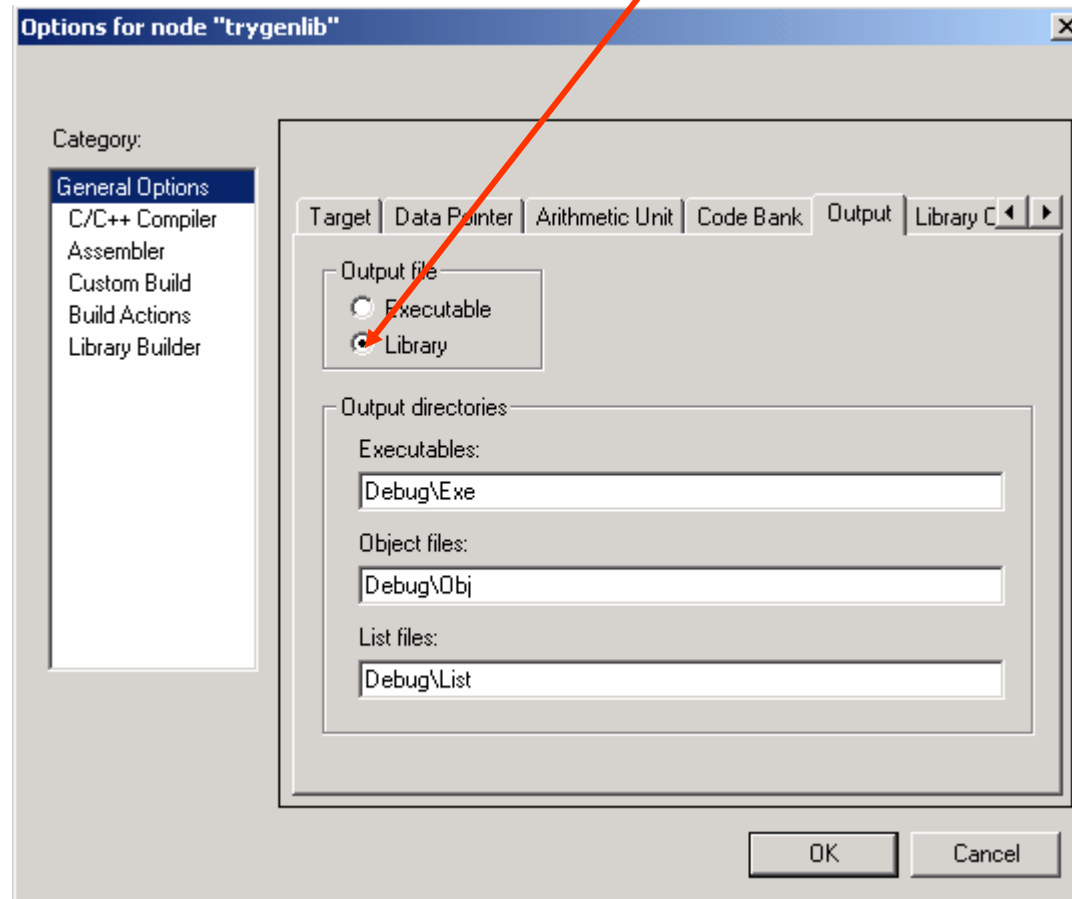 Options for node "trygenlib"
Category:
General Options
C/C++ Compiler
Assembler
Custom Build
Build Actions
Library Builder
Target Data Pointer Arithmetic Unit Code Bank Output Library
Output file
Executable
Library
Output directories
Executables:
Debug\Exe
Object files:
Debug\Obj
List files:
Debug\List
OK Cancel